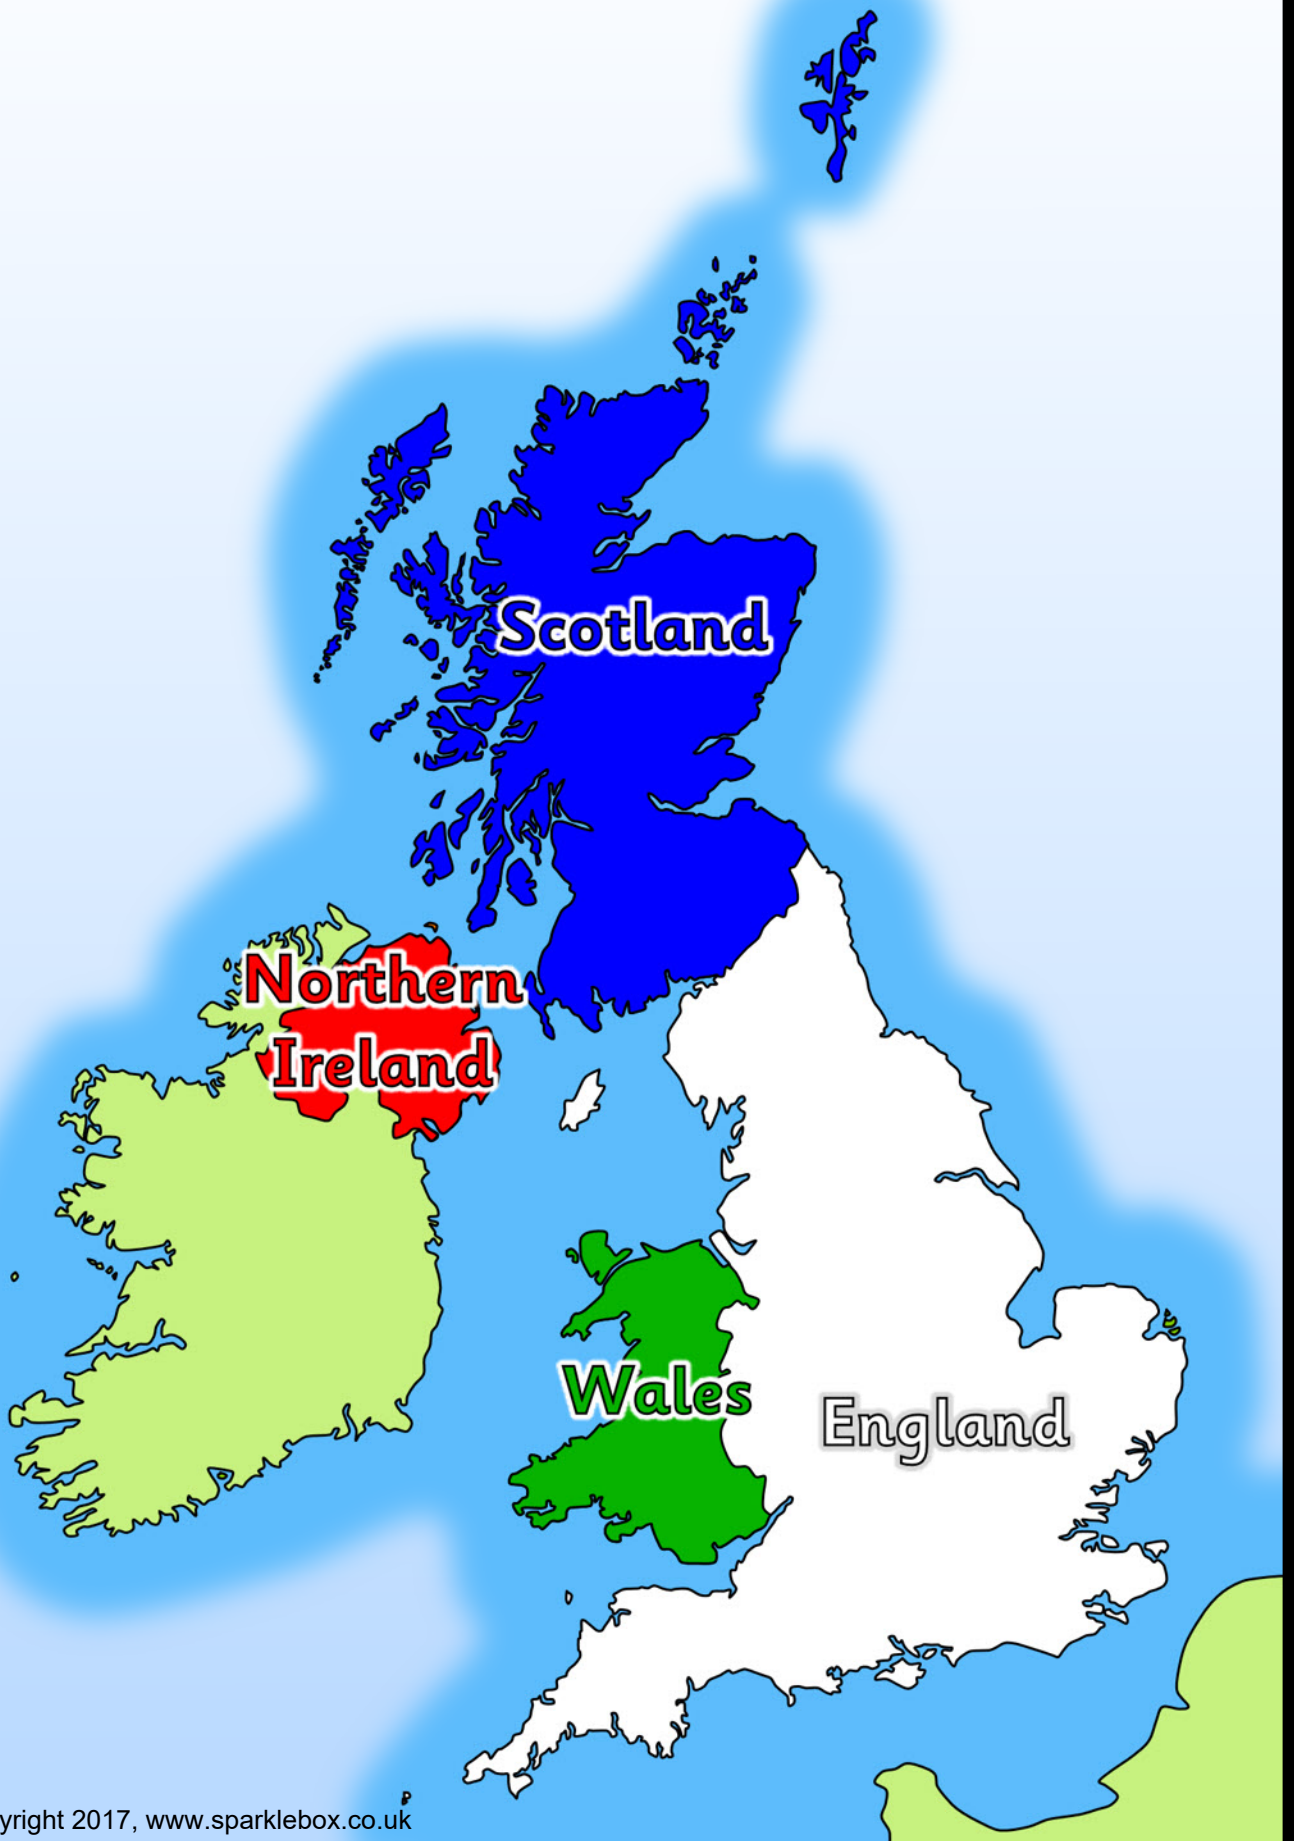 Scotland
Northern
Ireland
Wales
England
yright 2017, www.sparklebox.co.uk